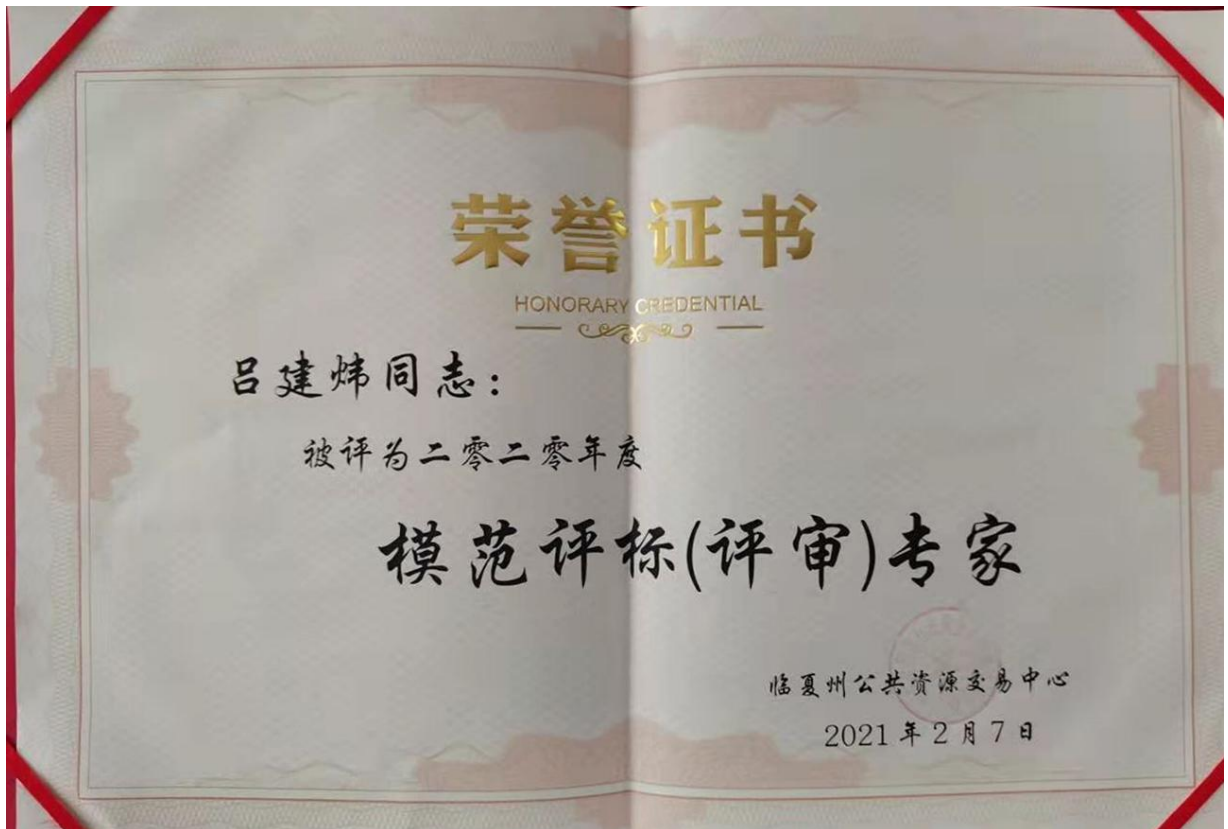 荣誉证书
HONORARY CREDENTIAL
吕建炜同志：
被评为二零二零年度
模范评标(评审)专家
临夏州公共资源交易中心
2021年2月7日